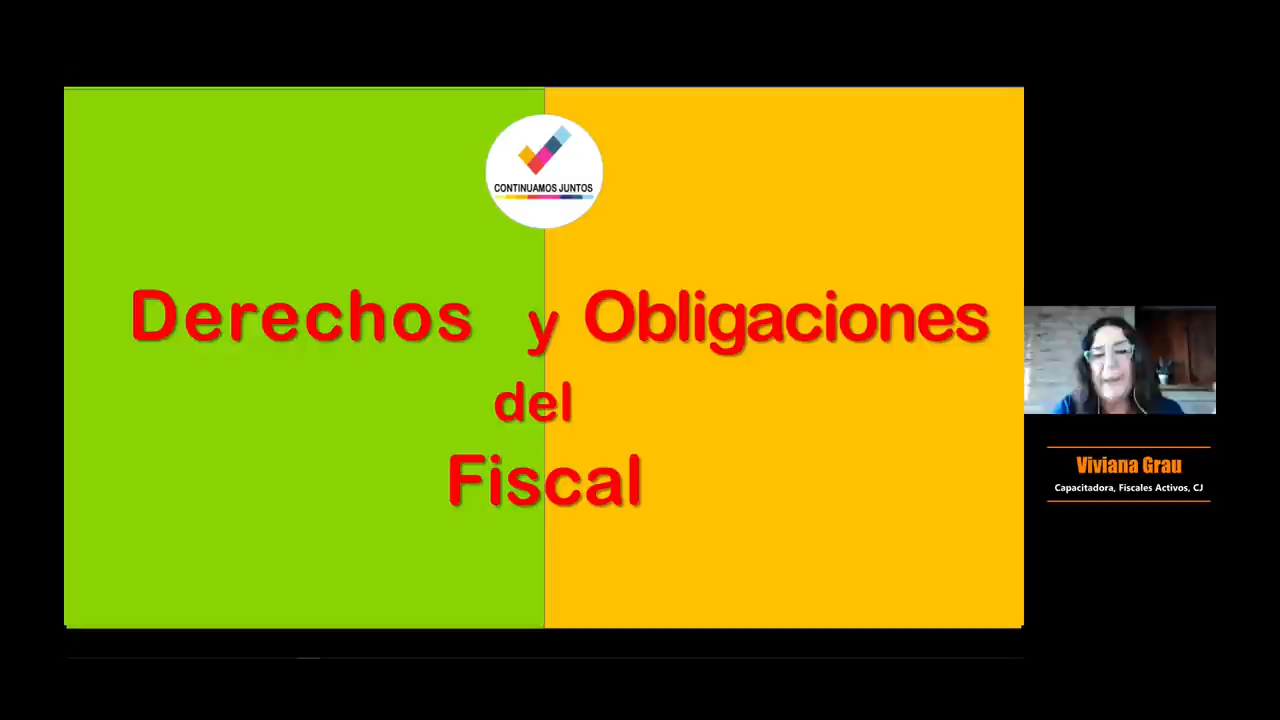 CONTINUAMOS JUNTOS
Derechos y Obligaciones
del
Fiscal
Viviana Grau
Capacitadora, Fiscales Activos, CJ